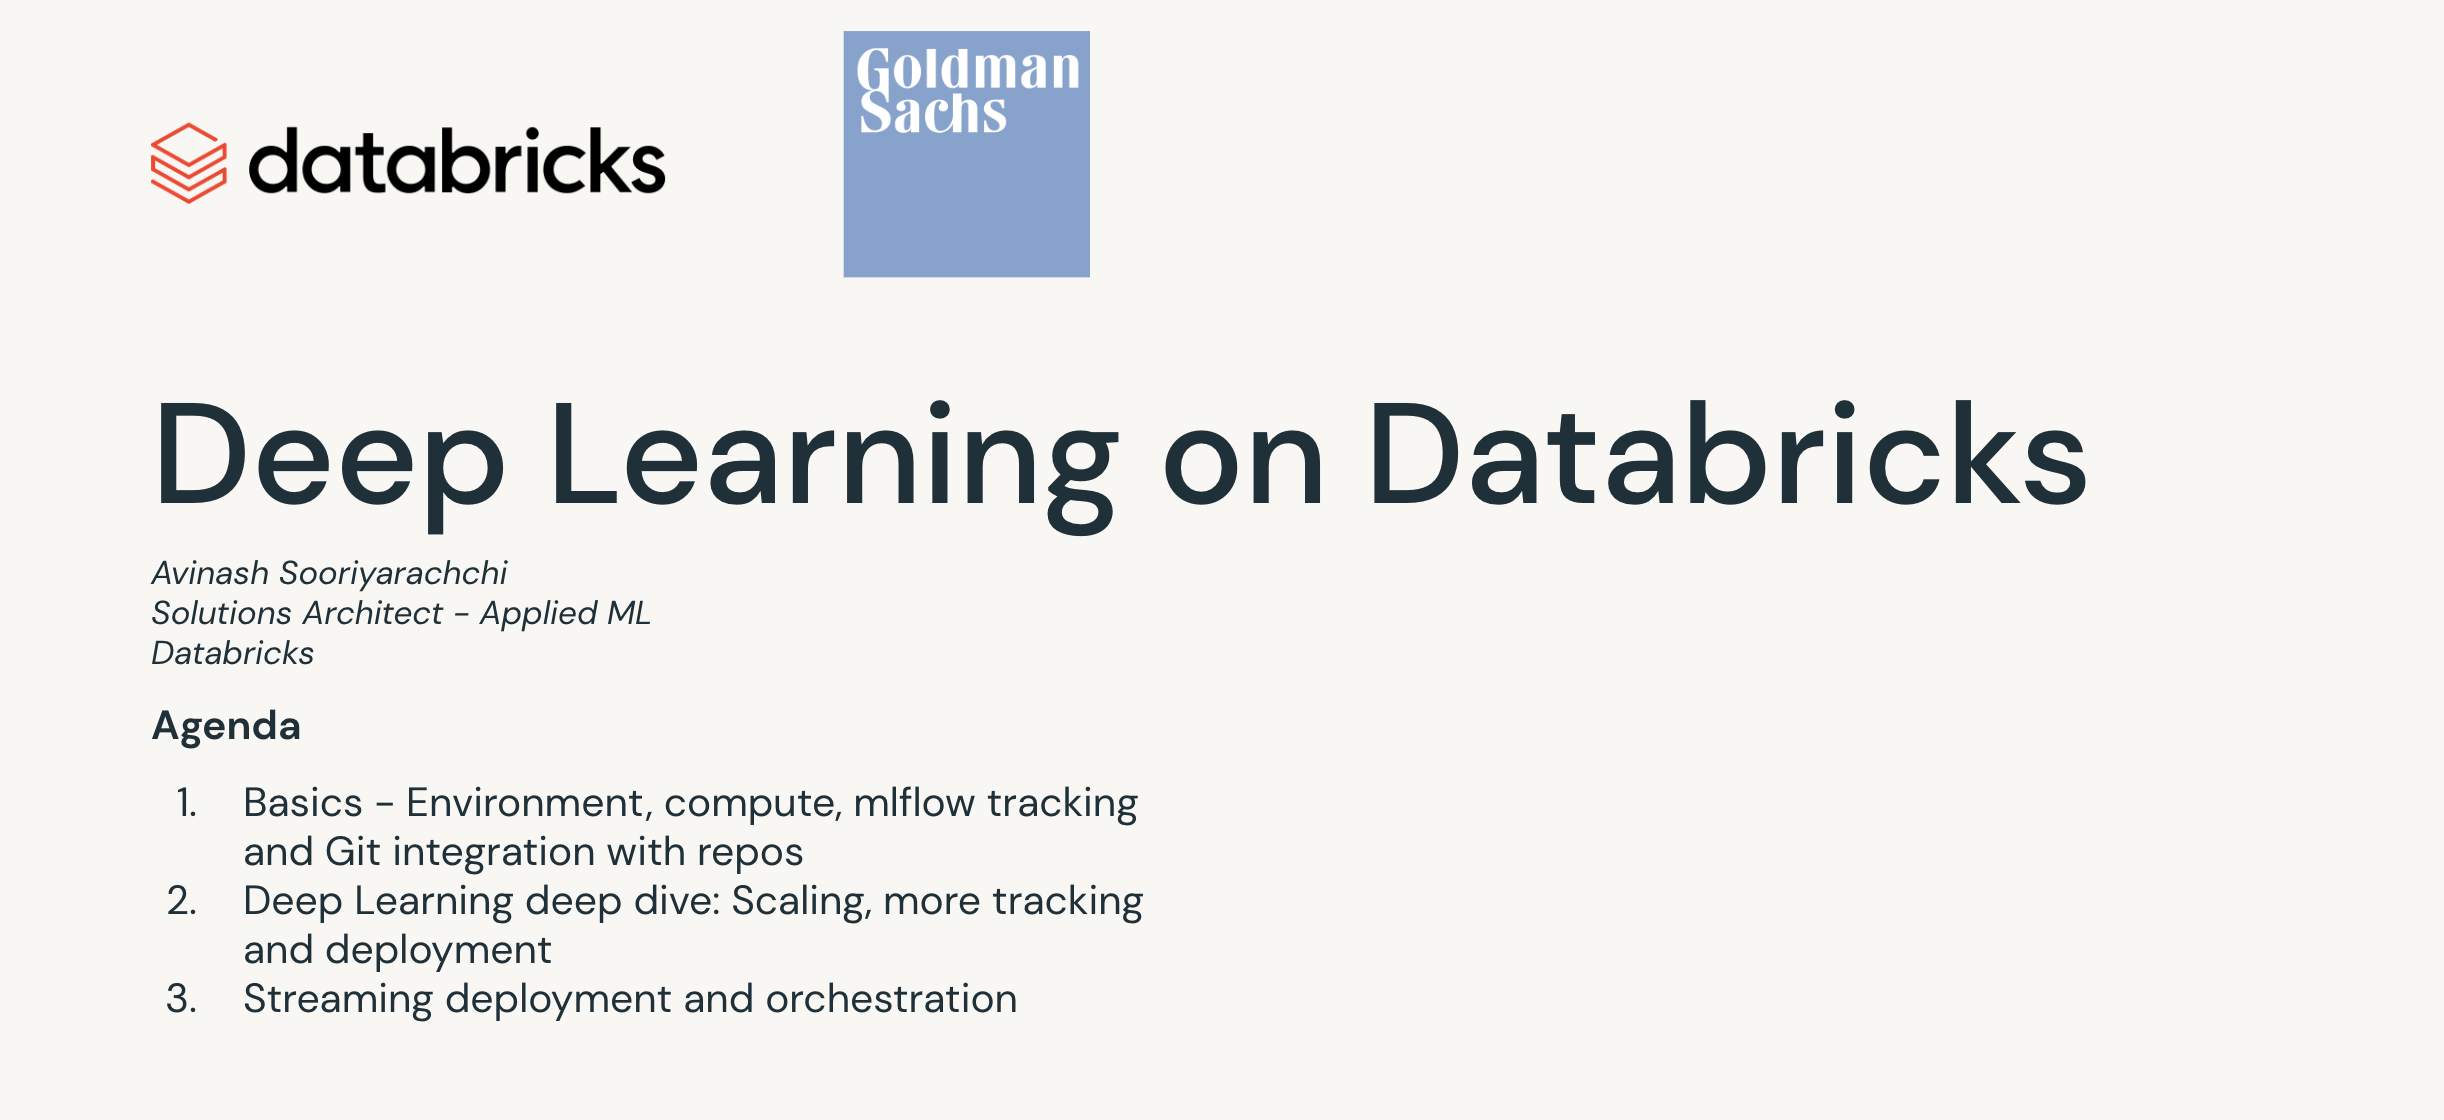 databricks
Goldman
Sachs
Deep Learning on Databricks
Avinash Sooriyarachchi
Solutions Architect - Applied ML
Databricks
Agenda
1. Basics - Environment, compute, mlflow tracking
and Git integration with repos
2. Deep Learning deep dive: Scaling, more tracking
and deployment
3. Streaming deployment and orchestration